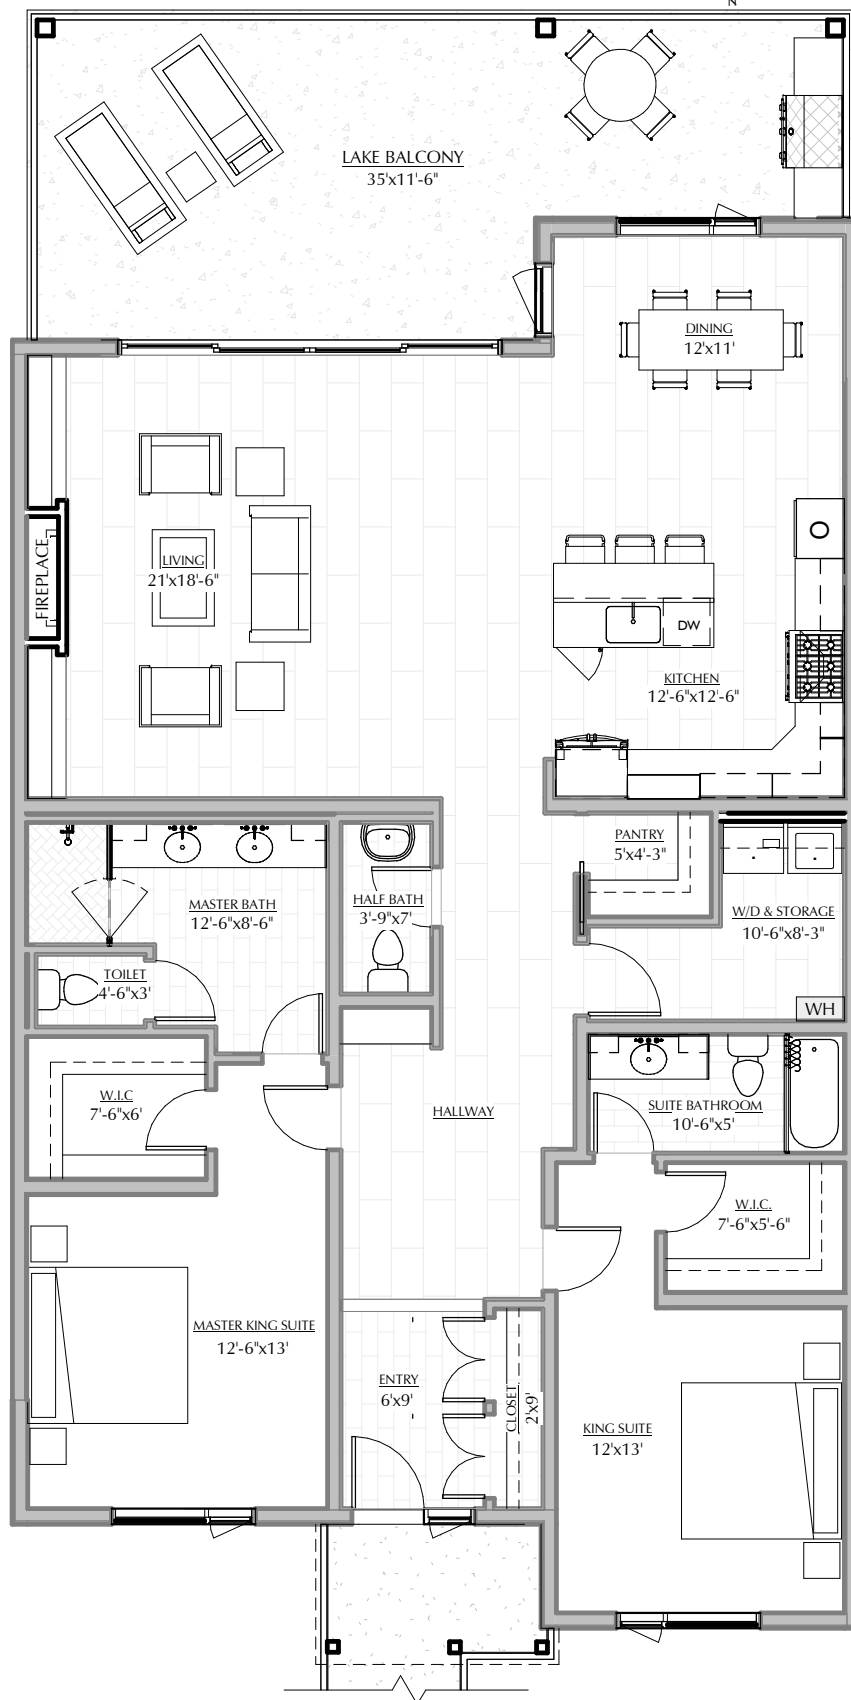 N
LAKE BALCONY
35'x11'-6"
DINING
12'x11'
FIREPLACE
LIVING
21'x18'-6"
O
DW
KITCHEN
12'-6"x12'-6"
PANTRY
5'x4'-3"
MASTER BATH
12'-6"x8'-6"
HALF BATH
3'-9"x7'
W/D & STORAGE
10'-6"x8'-3"
TOILET
4'-6"x3'
WH
W.I.C
7'-6"x6'
HALLWAY
SUITE BATHROOM
10'-6"x5'
W.I.C.
7'-6"x5'-6"
MASTER KING SUITE
12'-6"x13'
ENTRY
6'x9'
CLOSET
2'x9'
KING SUITE
12'x13'